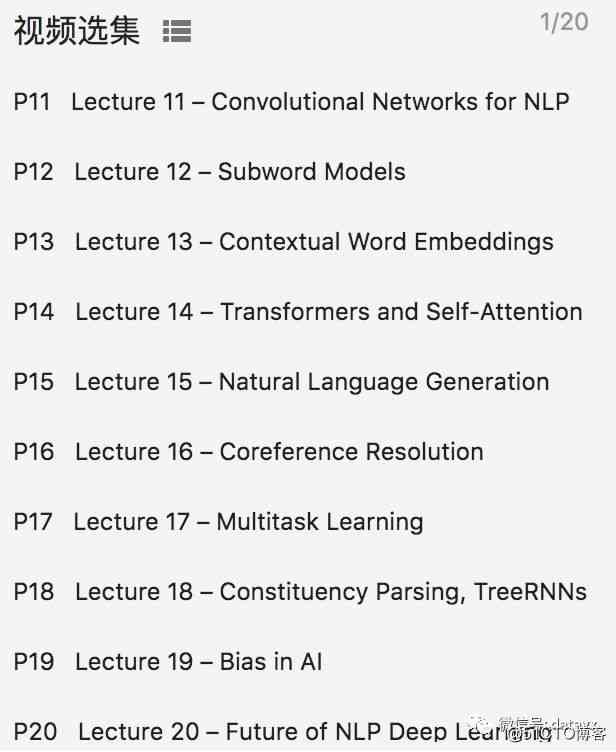 视频选集
1/20
P11 Lecture 11 – Convolutional Networks for NLP
P12 Lecture 12 – Subword Models
P13 Lecture 13 – Contextual Word Embeddings
P14 Lecture 14 – Transformers and Self-Attention
P15 Lecture 15 – Natural Language Generation
P16 Lecture 16 – Coreference Resolution
P17 Lecture 17 – Multitask Learning
P18 Lecture 18 – Constituency Parsing, TreeRNNs
P19 Lecture 19 – Bias in AI
P20 Lecture 20 – Future of NLP Deep Learning
微信号:
@51CTO博客